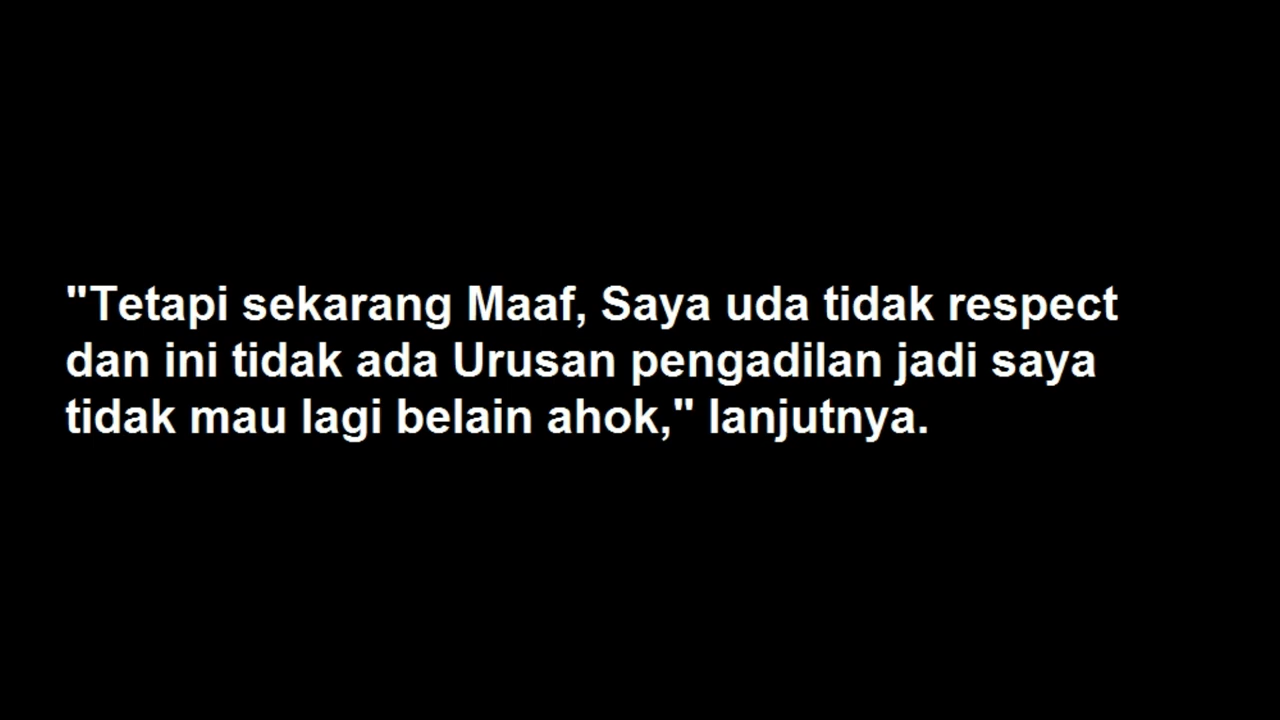 "Tetapi sekarang Maaf, Saya uda tidak respect
dan ini tidak ada Urusan pengadilan jadi saya
tidak mau lagi belain ahok," lanjutnya.